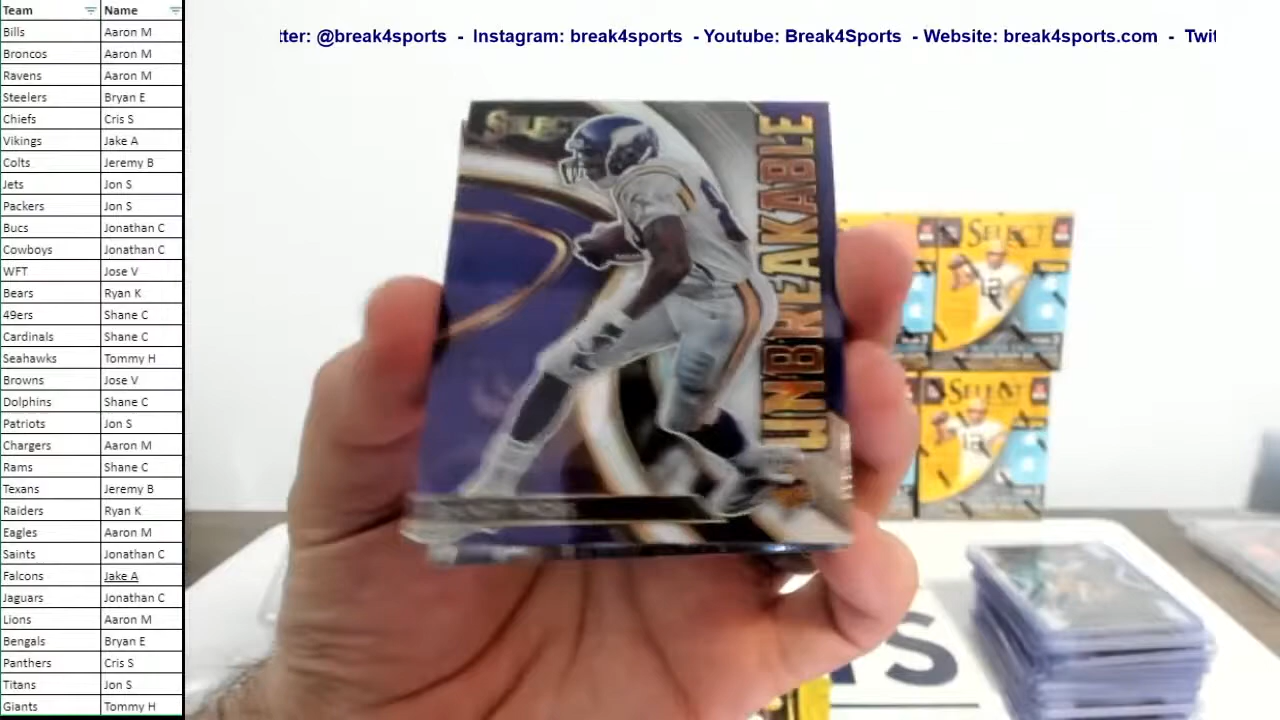 Team Name
Bills Aaron M
Broncos Aaron M
Ravens Aaron M
Steelers Bryan E
Chiefs Cris S
Vikings Jake A
Colts Jeremy B
Jets Jon S
Packers Jon S
Bucs Jonathan C
Cowboys Jonathan C
WFT Jose V
Bears Ryan K
49ers Shane C
Cardinals Shane C
Seahawks Tommy H
Browns Jose V
Dolphins Shane C
Patriots Jon S
Chargers Aaron M
Rams Shane C
Texans Jeremy B
Raiders Ryan K
Eagles Aaron M
Saints Jonathan C
Falcons Jake A
Jaguars Jonathan C
Lions Aaron M
Bengals Bryan E
Panthers Cris S
Titans Jon S
Giants Tommy H
tter: @break4sports - Instagram: break4sports - Youtube: Break4Sports - Website: break4sports.com - Twit
SELECT
UNBREAKABLE
SELECT
12
SELECT
12